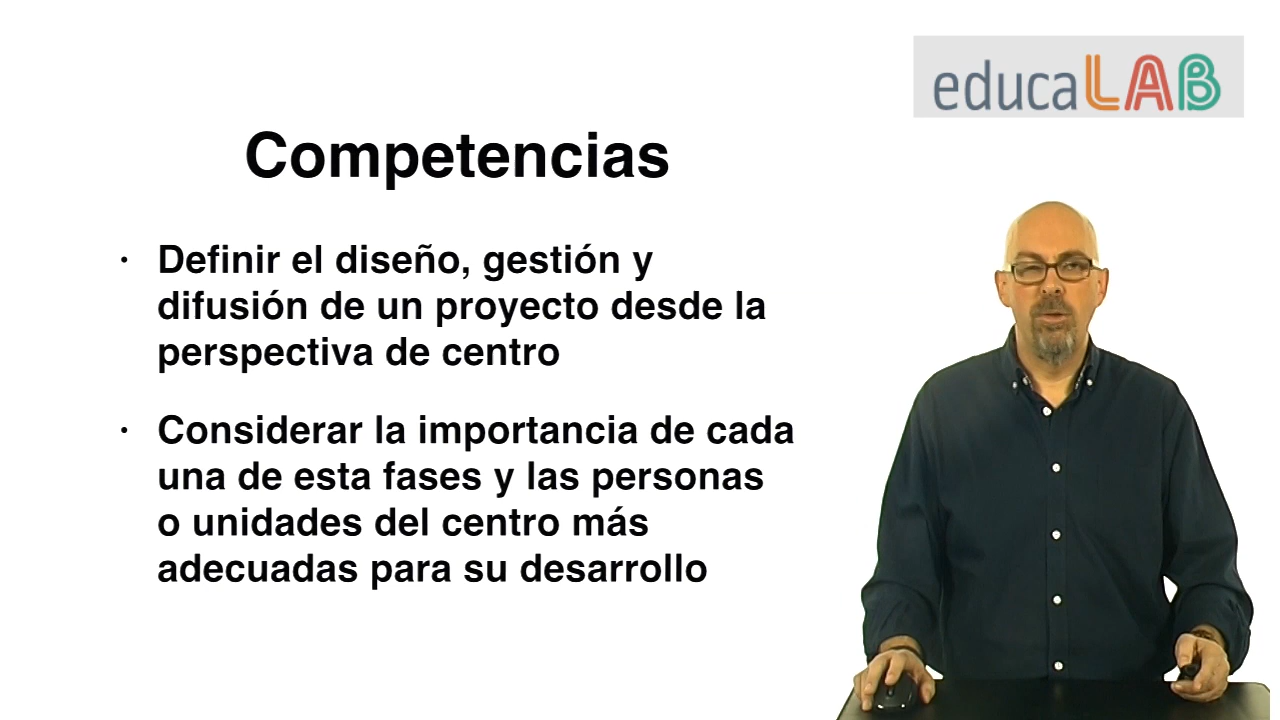 educaLAB
Competencias
· Definir el diseño, gestión y
difusión de un proyecto desde la
perspectiva de centro
· Considerar la importancia de cada
una de esta fases y las personas
o unidades del centro más
adecuadas para su desarrollo